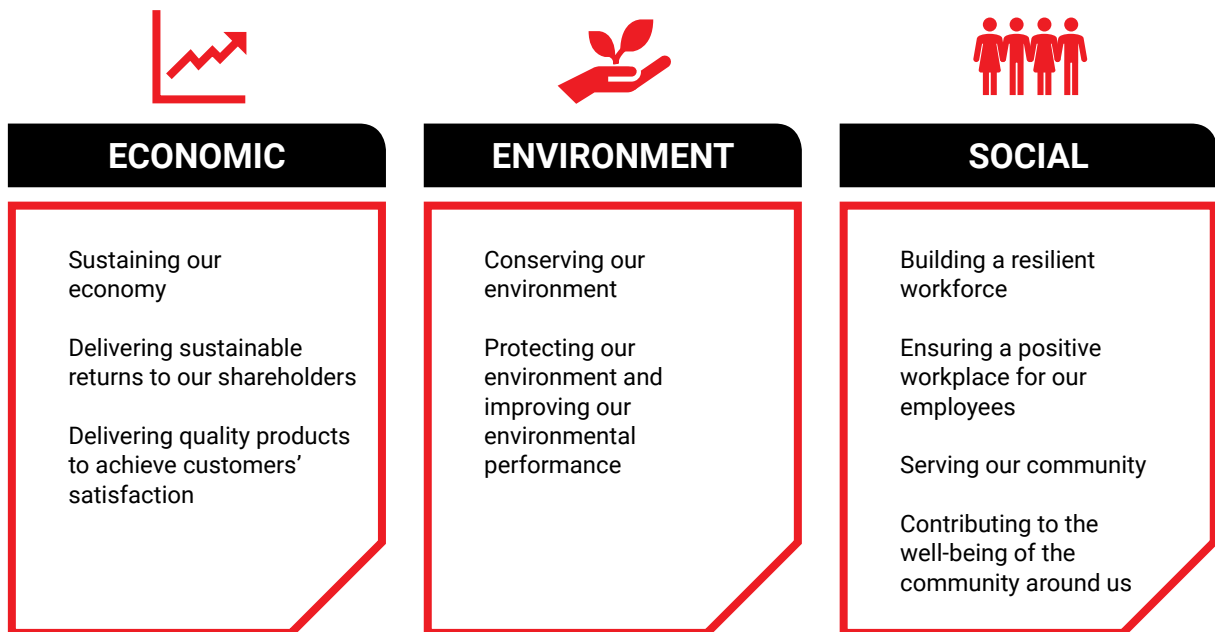 ECONOMIC
Sustaining our
economy
Delivering sustainable
returns to our shareholders
Delivering quality products
to achieve customers’
satisfaction
ENVIRONMENT
Conserving our
environment
Protecting our
environment and
improving our
environmental
performance
SOCIAL
Building a resilient
workforce
Ensuring a positive
workplace for our
employees
Serving our community
Contributing to the
well-being of the
community around us